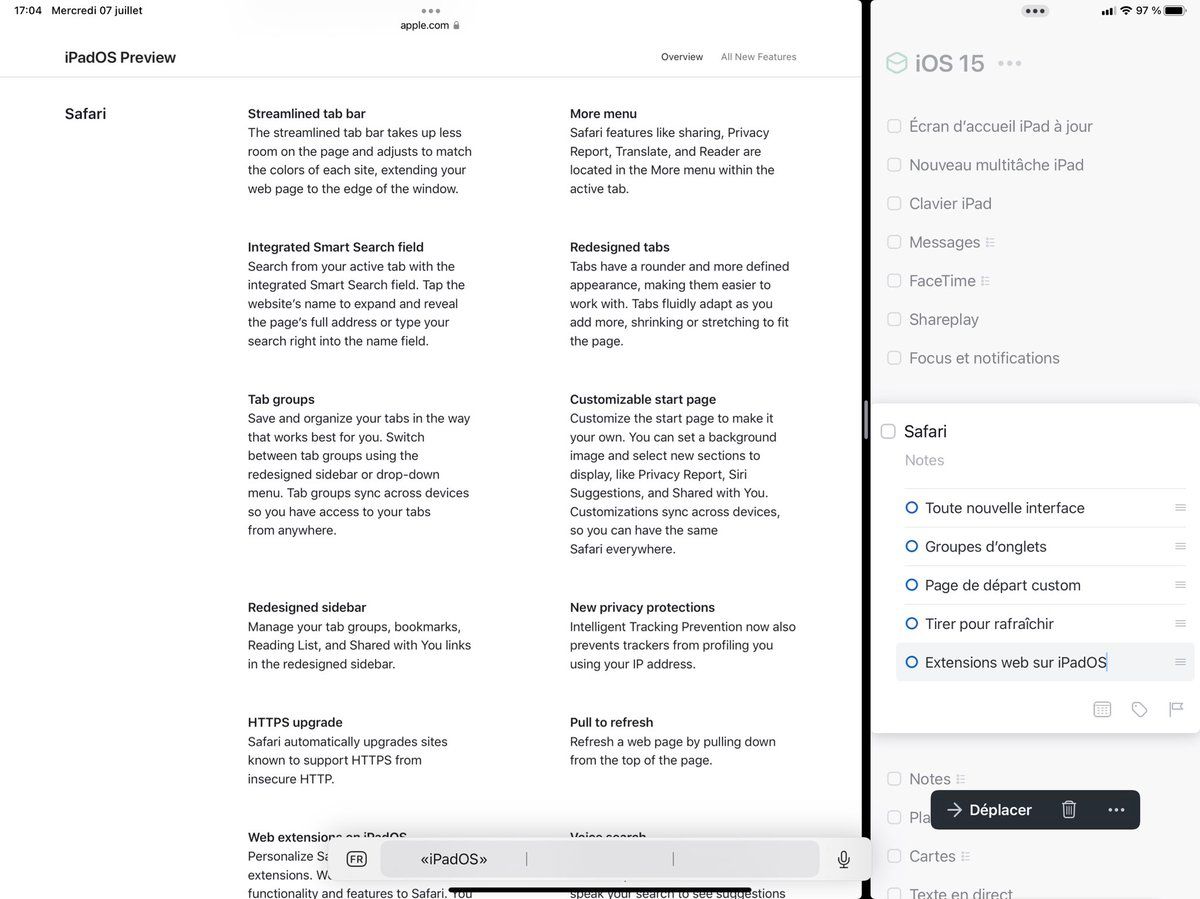 17:04 Mercredi 07 juillet
apple.com
97 %
iPadOS Preview
Overview
All New Features
Safari
Streamlined tab bar
The streamlined tab bar takes up less
room on the page and adjusts to match
the colors of each site, extending your
web page to the edge of the window.
More menu
Safari features like sharing, Privacy
Report, Translate, and Reader are
located in the More menu within the
active tab.
Integrated Smart Search field
Search from your active tab with the
integrated Smart Search field. Tap the
website's name to expand and reveal
the page's full address or type your
search right into the name field.
Redesigned tabs
Tabs have a rounder and more defined
appearance, making them easier to
work with. Tabs fluidly adapt as you
add more, shrinking or stretching to fit
the page.
Tab groups
Save and organize your tabs in the way
that works best for you. Switch
between tab groups using the
redesigned sidebar or drop-down
menu. Tab groups sync across devices
so you have access to your tabs
from anywhere.
Customizable start page
Customize the start page to make it
your own. You can set a background
image and select new sections to
display, like Privacy Report, Siri
Suggestions, and Shared with You.
Customizations sync across devices,
so you can have the same
Safari everywhere.
Redesigned sidebar
Manage your tab groups, bookmarks,
Reading List, and Shared with You links
in the redesigned sidebar.
New privacy protections
Intelligent Tracking Prevention now also
prevents trackers from profiling you
using your IP address.
HTTPS upgrade
Safari automatically upgrades sites
known to support HTTPS from
insecure HTTP.
Pull to refresh
Refresh a web page by pulling down
from the top of the page.
Web extensions on iPadOS
Personalize
extensions.
functionality and features to Safari. You
Voice search
speak your search to see suggestions
FR
«iPadOS»
iOS 15
Écran d'accueil iPad à jour
Nouveau multitâche iPad
Clavier iPad
Messages
FaceTime
Shareplay
Focus et notifications
Safari
Notes
Toute nouvelle interface
Groupes d'onglets
Page de départ custom
Tirer pour rafraîchir
Extensions web sur iPadOS
Notes
Pla
Déplacer
Cartes
Texte en direct